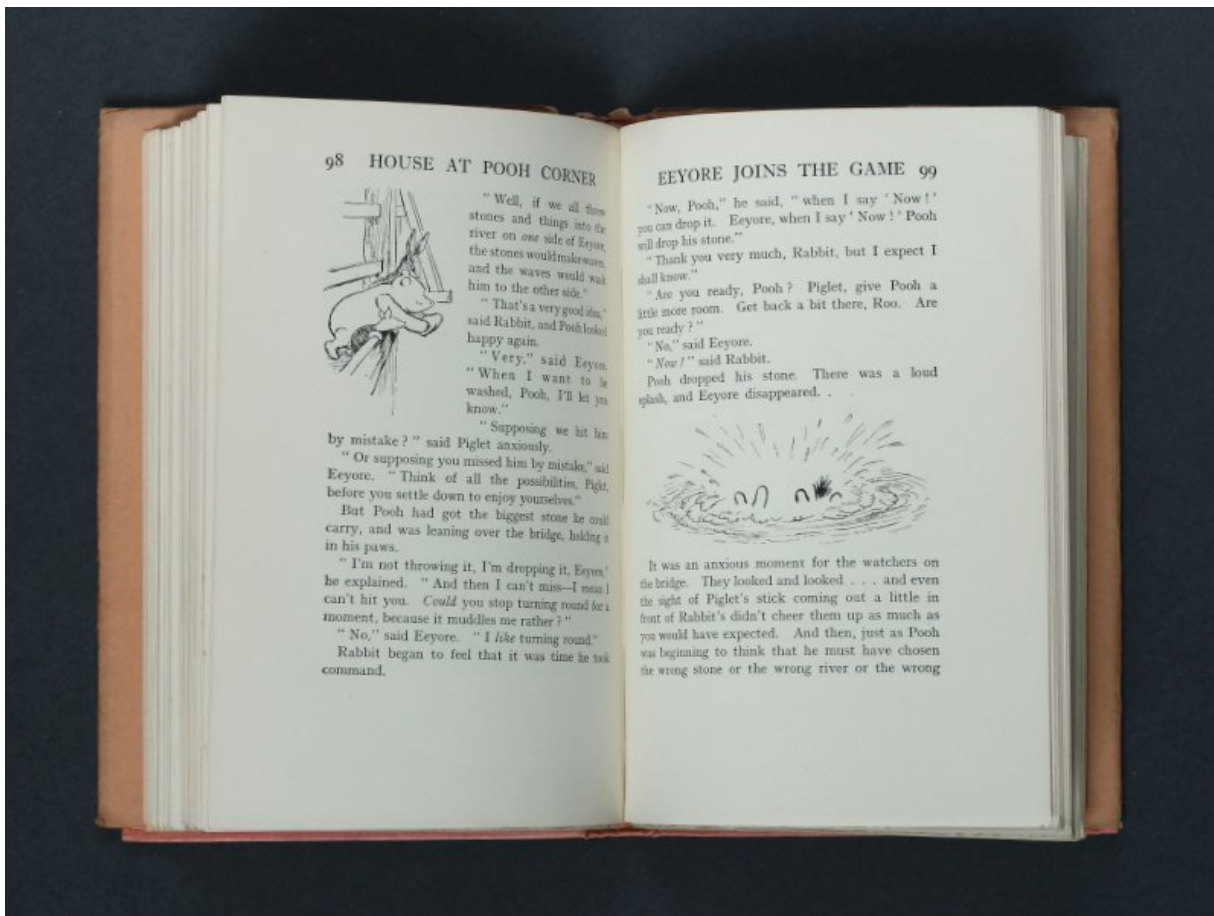 98 HOUSE AT POOH CORNER
“ Well, if we all threw
stones and things into the
river on one side of Eeyore,
the stones would make waves,
and the waves would wash
him to the other side.”
“ That's a very good idea,”
said Rabbit, and Pooh looked
happy again.
“ Very,” said Eeyore.
“ When I want to be
washed, Pooh, I'll let you
know.”
“ Supposing we hit him
by mistake ? ” said Piglet anxiously.
“ Or supposing you missed him by mistake,” said
Eeyore. “ Think of all the possibilities, Piglet,
before you settle down to enjoy yourselves.”
But Pooh had got the biggest stone he could
carry, and was leaning over the bridge, holding it
in his paws.
“ I'm not throwing it, I'm dropping it, Eeyore,”
he explained. “ And then I can't miss—I mean I
can't hit you. Could you stop turning round for a
moment, because it muddles me rather ? ”
“ No,” said Eeyore. “ I like turning round.”
Rabbit began to feel that it was time he took
command.
EEYORE JOINS THE GAME 99
“ Now, Pooh,” he said, “ when I say ‘ Now ! ’
you can drop it. Eeyore, when I say ‘ Now ! ’ Pooh
will drop his stone.”
“ Thank you very much, Rabbit, but I expect I
shall know.”
“ Are you ready, Pooh ? Piglet, give Pooh a
little more room. Get back a bit there, Roo. Are
you ready ? ”
“ No,” said Eeyore.
“ Now ! ” said Rabbit.
Pooh dropped his stone. There was a loud
splash, and Eeyore disappeared. .
It was an anxious moment for the watchers on
the bridge. They looked and looked . . . and even
the sight of Piglet's stick coming out a little in
front of Rabbit's didn't cheer them up as much as
you would have expected. And then, just as Pooh
was beginning to think that he must have chosen
the wrong stone or the wrong river or the wrong